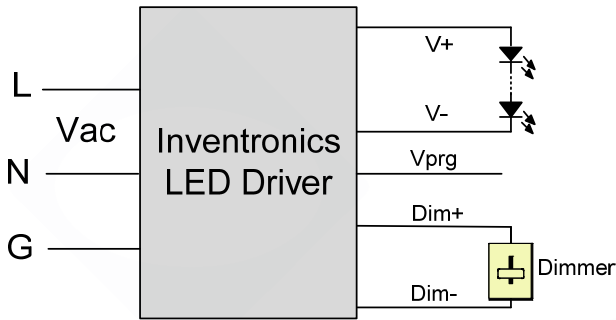 L
Vac
N
G
Inventronics
LED Driver
V+
V-
Vprg
Dim+
Dim-
Dimmer